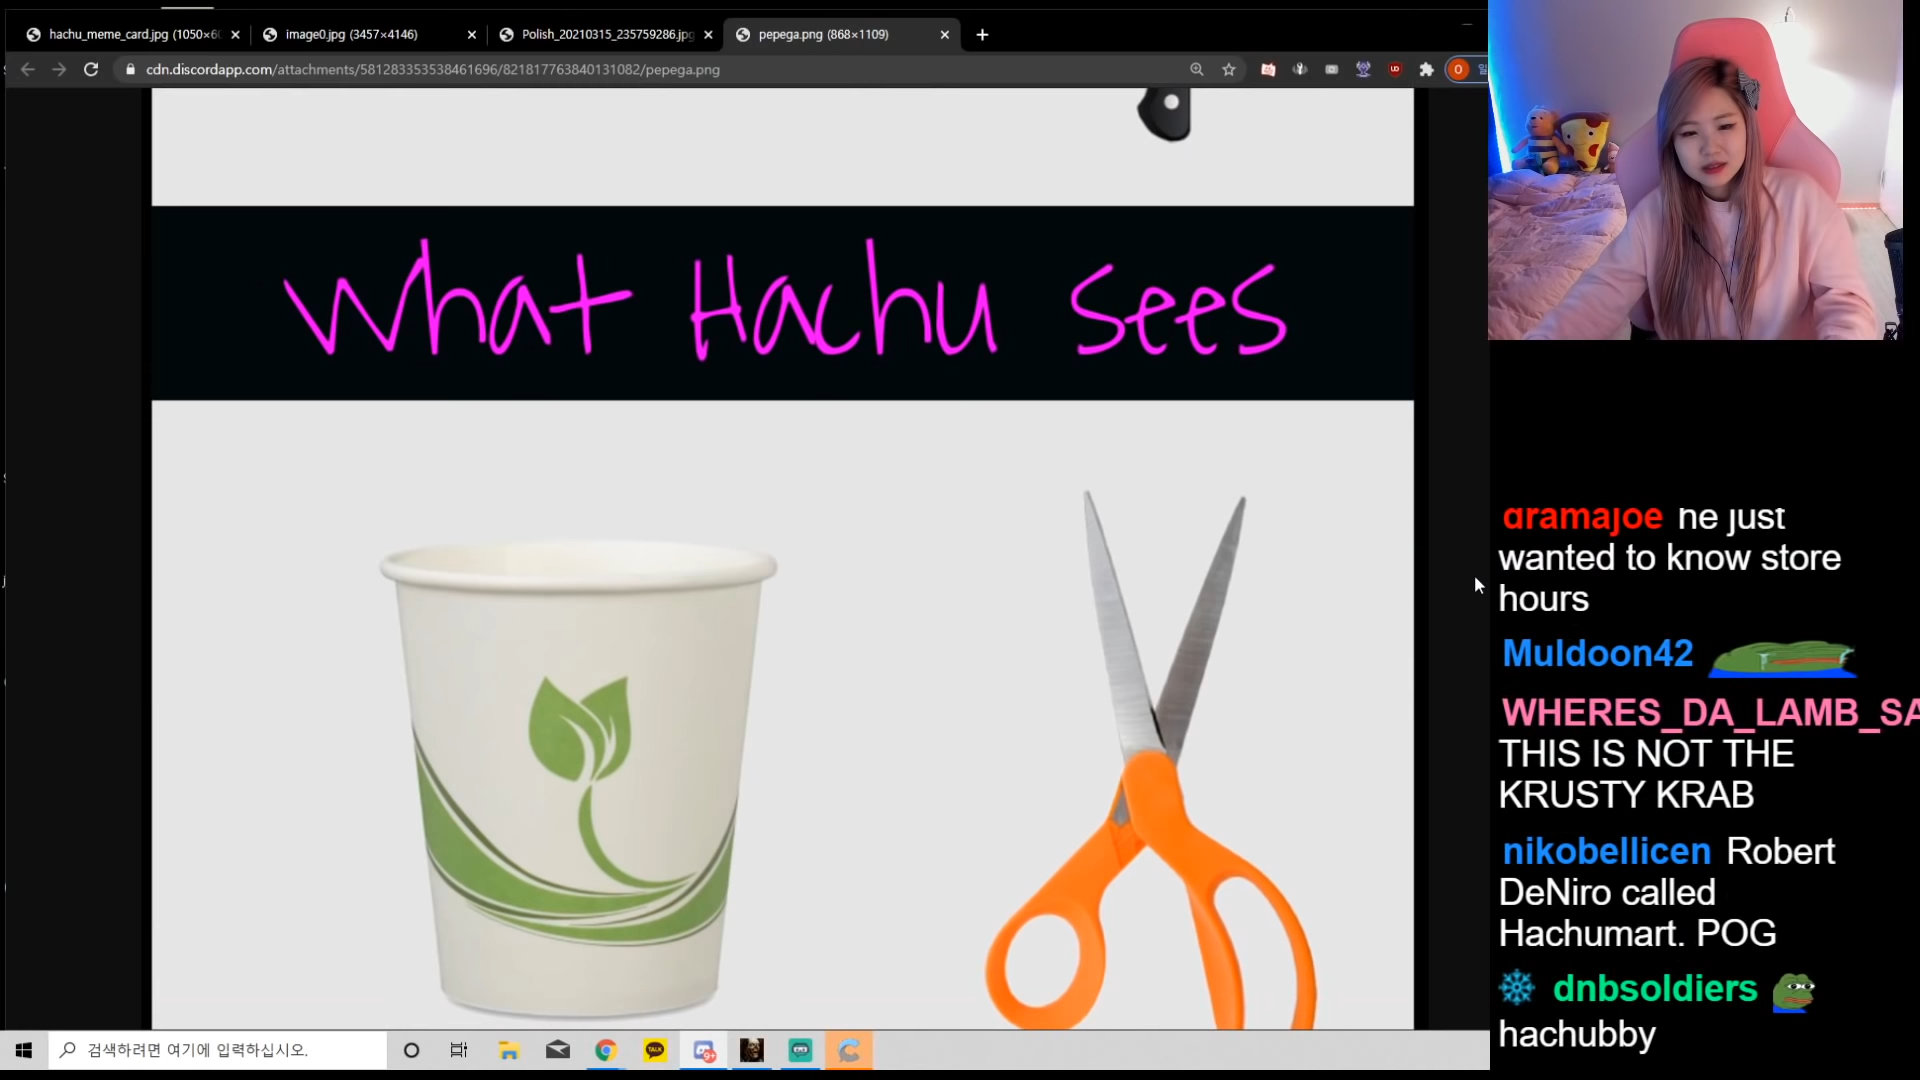 hachu_meme_card.jpg (1050×6
image0.jpg (3457×4146)
Polish_20210315_235759286.jpg
pepega.png (868×1109)
cdn.discordapp.com/attachments/581283353538461696/821817763840131082/pepega.png
What Hachu sees
dramajoe he just
wanted to know store
hours
Muldoon42
WHERES_DA_LAMB_SA
THIS IS NOT THE
KRUSTY KRAB
nikobellicen Robert
DeNiro called
Hachumart. POG
dnbsoldiers
hachubby
검색하려면 여기에 입력하십시오.
TALK
9+